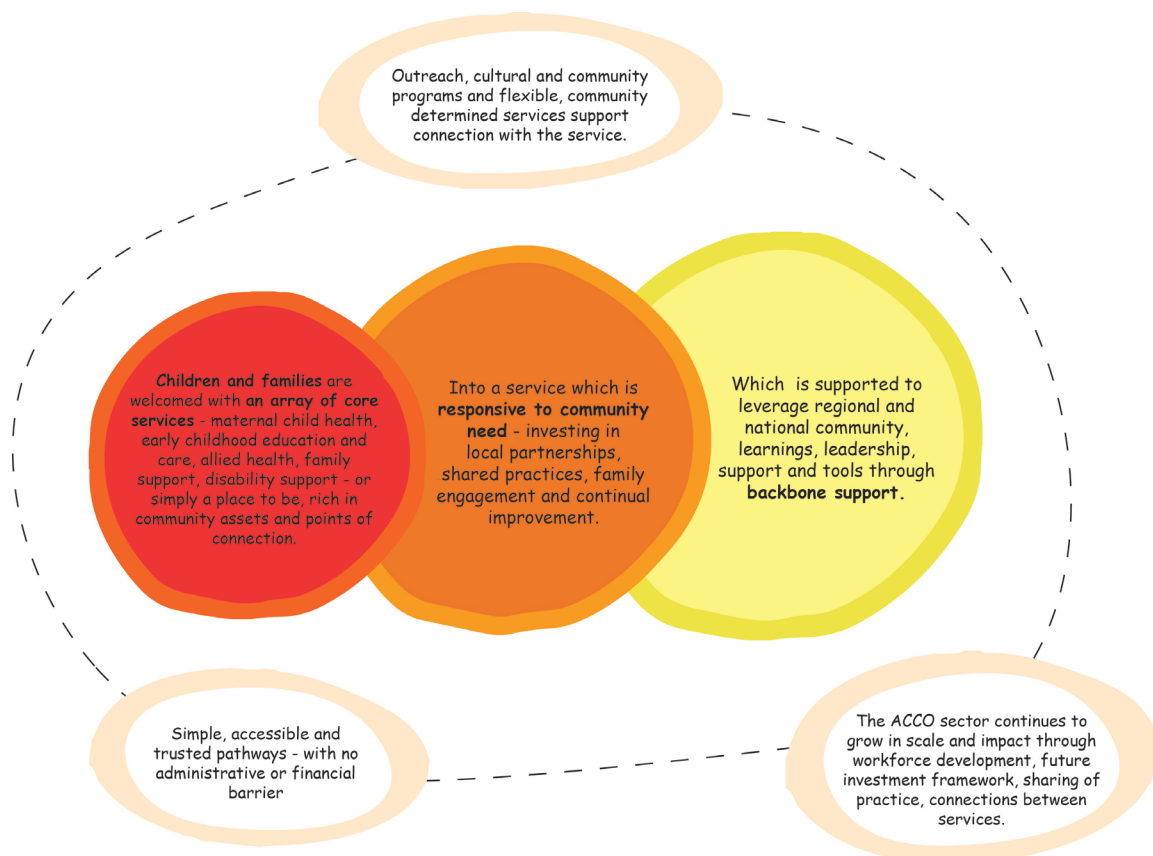 Outreach, cultural and community
programs and flexible, community
determined services support
connection with the service.
Children and families are
welcomed with an array of core
services - maternal child health,
early childhood education and
care, allied health, family
support, disability support - or
simply a place to be, rich in
community assets and points of
connection.
Into a service which is
responsive to community
need - investing in
local partnerships,
shared practices, family
engagement and continual
improvement.
Which is supported to
leverage regional and
national community,
learnings, leadership,
support and tools through
backbone support.
Simple, accessible and
trusted pathways - with no
administrative or financial
barrier
The ACCO sector continues to
grow in scale and impact through
workforce development, future
investment framework, sharing of
practice, connections between
services.